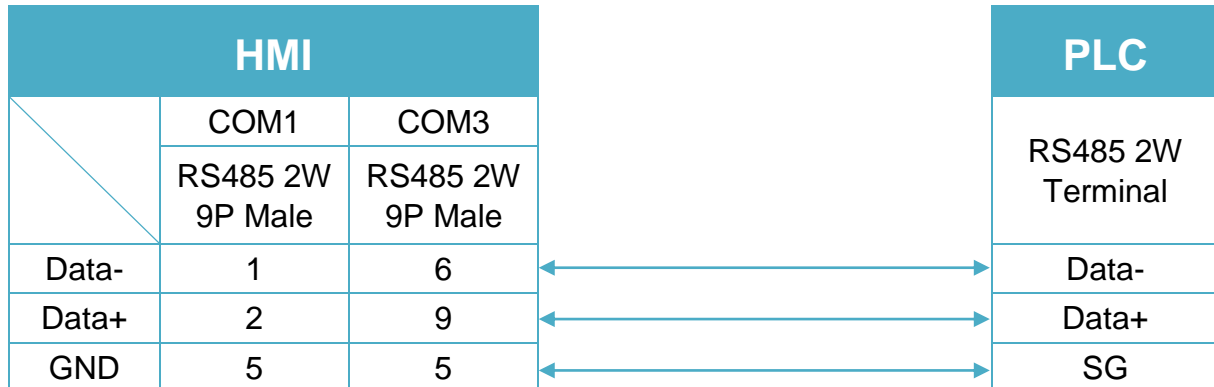 HMI
PLC
COM1 COM3
RS485 2W RS485 2W
9P Male 9P Male
RS485 2W
Terminal
Data- 1 6 Data-
Data+ 2 9 Data+
GND 5 5 SG